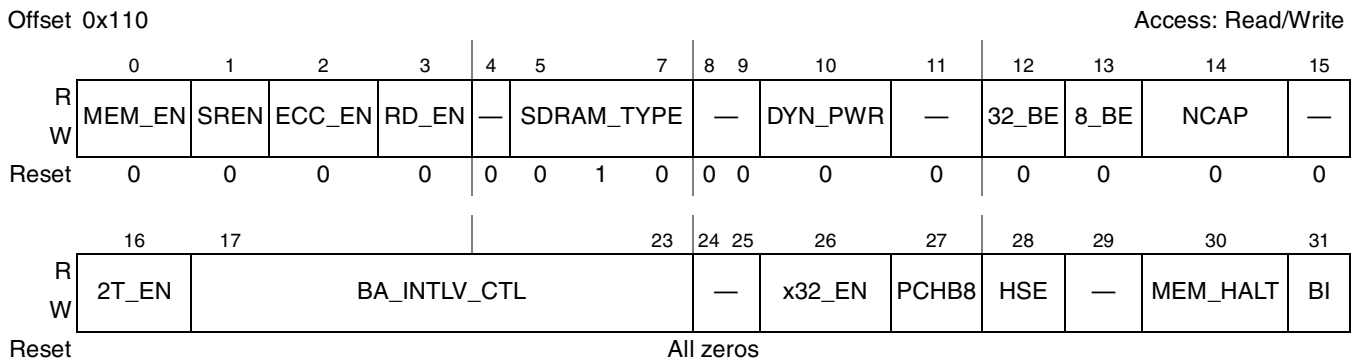 Offset 0x110 Access: Read/Write
0 1 2 3 4 5 7 8 9 10 11 12 13 14 15
R
W
MEM_EN SREN ECC_EN RD_EN — SDRAM_TYPE — DYN_PWR — 32_BE 8_BE NCAP —
Reset 0 0 0 0 0 0 1 0 0 0 0 0 0 0 0 0
16 17 23 24 25 26 27 28 29 30 31
R
W
2T_EN BA_INTLV_CTL — x32_EN PCHB8 HSE — MEM_HALT BI
Reset All zeros